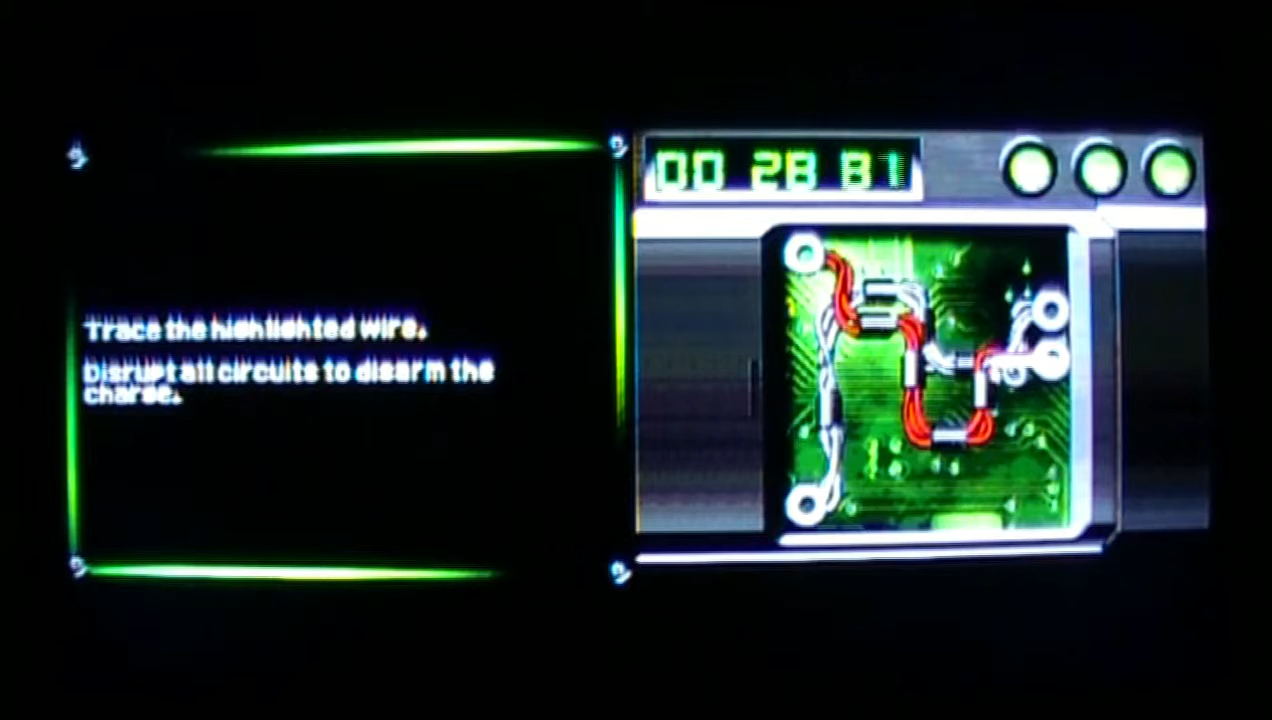 Trace the highlighted wire.
Disrupt all circuits to disarm the
charge.
00 28 81